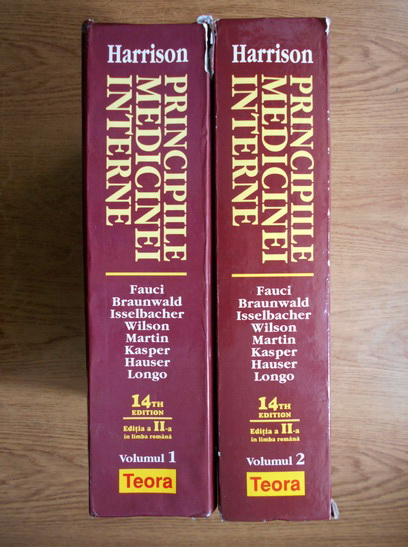 Harrison
PRINCIPIILE
MEDICINEI
INTERNE
Fauci
Braunwald
Isselbacher
Wilson
Martin
Kasper
Hauser
Longo
14TH
EDITION
Ediția a II-a
în limba română
Volumul 1
Teora
Harrison
PRINCIPIILE
MEDICINEI
INTERNE
Fauci
Braunwald
Isselbacher
Wilson
Martin
Kasper
Hauser
Longo
14TH
EDITION
Ediția a II-a
în limba română
Volumul 2
Teora